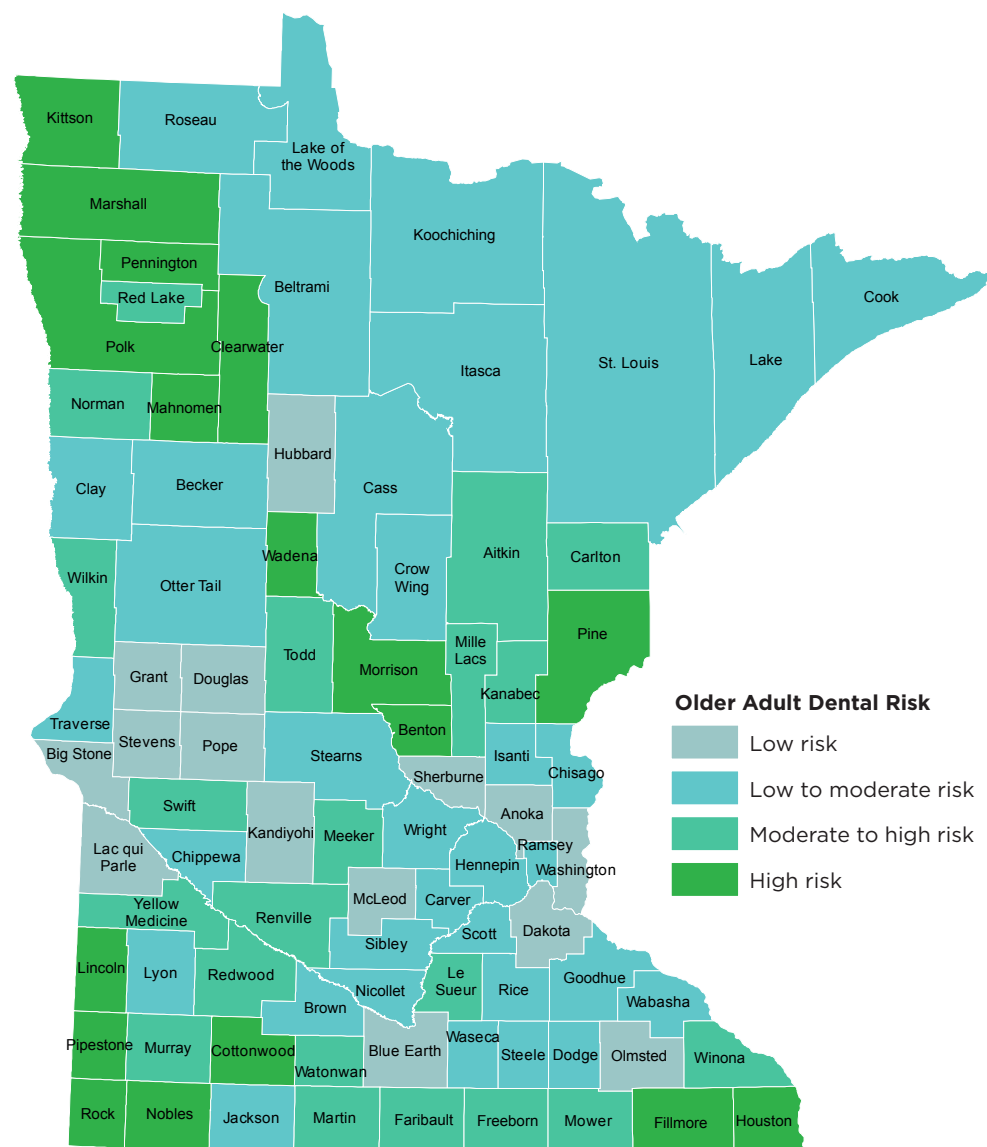 Kittson
Roseau
Lake of
the Woods
Marshall
Koochiching
Pennington
Beltrami
Red Lake
Cook
Polk
Clearwater
St. Louis
Lake
Itasca
Norman
Mahnomen
Hubbard
Clay
Becker
Cass
Wadena
Aitkin
Carlton
Wilkin
Otter Tail
Crow
Wing
Pine
Mille
Lacs
Todd
Morrison
Kanabec
Grant
Douglas
Traverse
Benton
Stevens
Pope
Stearns
Isanti
Big Stone
Chisago
Sherburne
Swift
Anoka
Kandiyohi
Meeker
Wright
Ramsey
Lac qui
Parle
Chippewa
Hennepin
Washington
McLeod
Carver
Yellow
Medicine
Renville
Dakota
Scott
Sibley
Lincoln
Lyon
Redwood
Le
Sueur
Rice
Goodhue
Nicollet
Wabasha
Brown
Pipestone
Murray
Cottonwood
Blue Earth
Waseca
Steele
Dodge
Olmsted
Winona
Watonwan
Rock
Nobles
Jackson
Martin
Faribault
Freeborn
Mower
Fillmore
Houston
Older Adult Dental Risk
Low risk
Low to moderate risk
Moderate to high risk
High risk